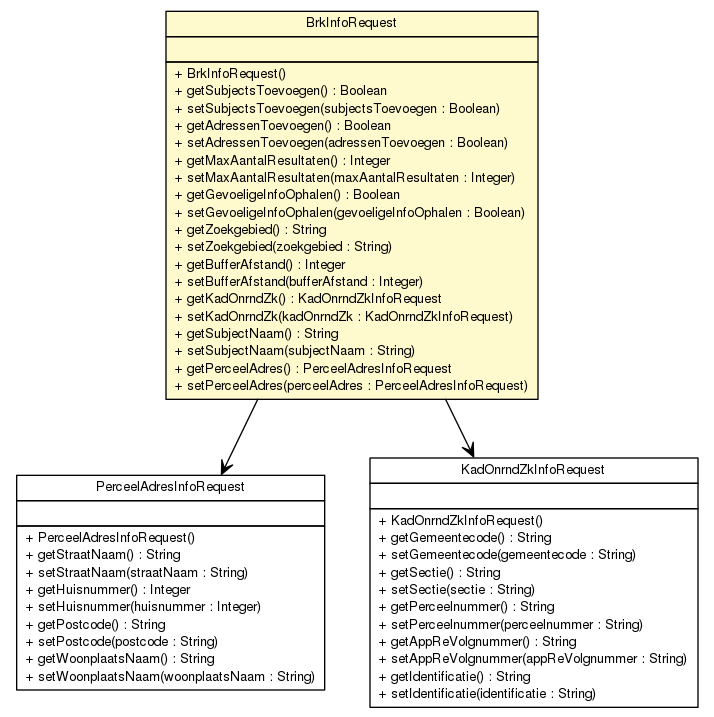 BrkInfoRequest
+ BrkInfoRequest()
+ getSubjectsToevoegen() : Boolean
+ setSubjectsToevoegen(subjectsToevoegen : Boolean)
+ getAdressenToevoegen() : Boolean
+ setAdressenToevoegen(adressenToevoegen : Boolean)
+ getMaxAantalResultaten() : Integer
+ setMaxAantalResultaten(maxAantalResultaten : Integer)
+ getGevoeligeInfoOphalen() : Boolean
+ setGevoeligeInfoOphalen(gevoeligeInfoOphalen : Boolean)
+ getZoekgebied() : String
+ setZoekgebied(zoekgebied : String)
+ getBufferAfstand() : Integer
+ setBufferAfstand(bufferAfstand : Integer)
+ getKadOnrndZk() : KadOnrndZkInfoRequest
+ setKadOnrndZk(kadOnrndZk : KadOnrndZkInfoRequest)
+ getSubjectNaam() : String
+ setSubjectNaam(subjectNaam : String)
+ getPerceelAdres() : PerceelAdresInfoRequest
+ setPerceelAdres(perceelAdres : PerceelAdresInfoRequest)
PerceelAdresInfoRequest
+ PerceelAdresInfoRequest()
+ getStraatNaam() : String
+ setStraatNaam(straatNaam : String)
+ getHuisnummer() : Integer
+ setHuisnummer(huisnummer : Integer)
+ getPostcode() : String
+ setPostcode(postcode : String)
+ getWoonplaatsNaam() : String
+ setWoonplaatsNaam(woonplaatsNaam : String)
KadOnrndZkInfoRequest
+ KadOnrndZkInfoRequest()
+ getGemeentecode() : String
+ setGemeentecode(gemeentecode : String)
+ getSectie() : String
+ setSectie(sectie : String)
+ getPerceelnummer() : String
+ setPerceelnummer(perceelnummer : String)
+ getAppReVolgnummer() : String
+ setAppReVolgnummer(appReVolgnummer : String)
+ getIdentificatie() : String
+ setIdentificatie(identificatie : String)